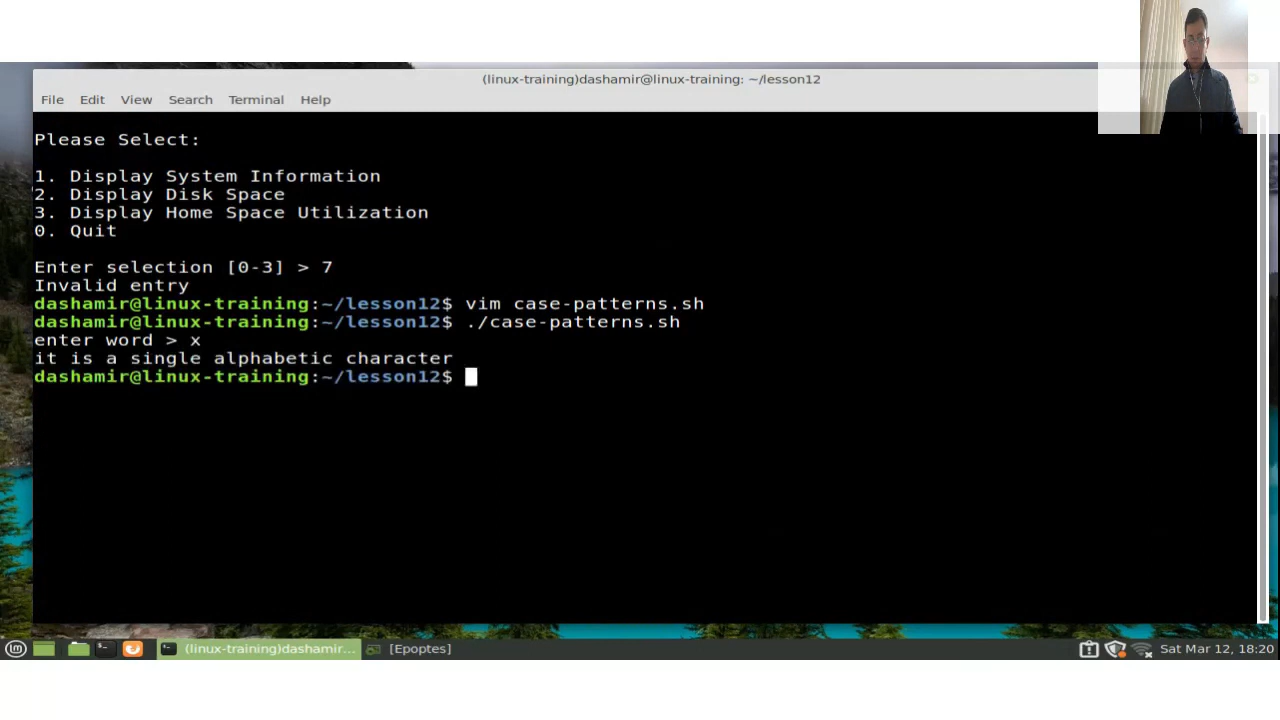 (linux-training)dashamir@linux-training: ~/lesson12
File Edit View Search Terminal Help
Please Select:
1. Display System Information
2. Display Disk Space
3. Display Home Space Utilization
0. Quit
Enter selection [0-3] > 7
Invalid entry
dashamir@linux-training:~/lesson12$ vim case-patterns.sh
dashamir@linux-training:~/lesson12$ ./case-patterns.sh
enter word > x
it is a single alphabetic character
dashamir@linux-training:~/lesson12$
(linux-training)dashamir... [Epoptes] Sat Mar 12, 18:20